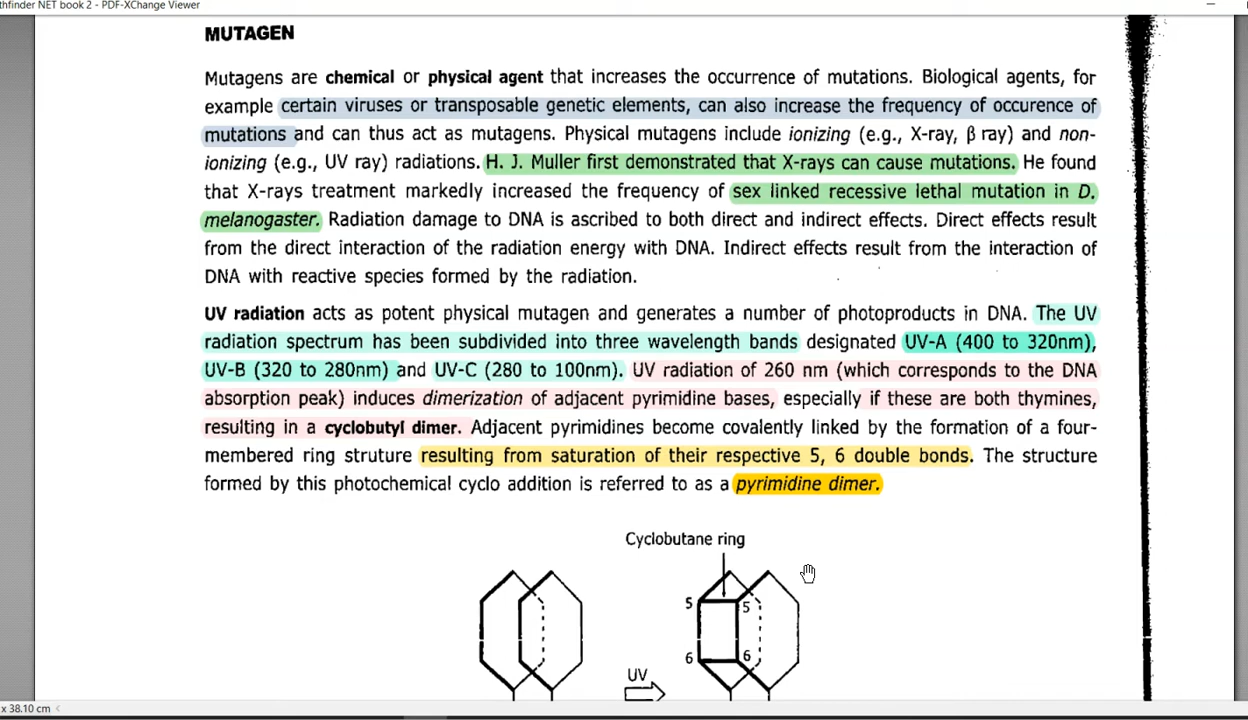 thfinder NET book 2 - PDF-XChange Viewer
MUTAGEN
Mutagens are chemical or physical agent that increases the occurrence of mutations. Biological agents, for
example certain viruses or transposable genetic elements, can also increase the frequency of occurence of
mutations and can thus act as mutagens. Physical mutagens include ionizing (e.g., X-ray, β ray) and non-
ionizing (e.g., UV ray) radiations. H. J. Muller first demonstrated that X-rays can cause mutations. He found
that X-rays treatment markedly increased the frequency of sex linked recessive lethal mutation in D.
melanogaster. Radiation damage to DNA is ascribed to both direct and indirect effects. Direct effects result
from the direct interaction of the radiation energy with DNA. Indirect effects result from the interaction of
DNA with reactive species formed by the radiation.
UV radiation acts as potent physical mutagen and generates a number of photoproducts in DNA. The UV
radiation spectrum has been subdivided into three wavelength bands designated UV-A (400 to 320nm),
UV-B (320 to 280nm) and UV-C (280 to 100nm). UV radiation of 260 nm (which corresponds to the DNA
absorption peak) induces dimerization of adjacent pyrimidine bases, especially if these are both thymines,
resulting in a cyclobutyl dimer. Adjacent pyrimidines become covalently linked by the formation of a four-
membered ring struture resulting from saturation of their respective 5, 6 double bonds. The structure
formed by this photochemical cyclo addition is referred to as a pyrimidine dimer.
Cyclobutane ring
5 5
6 6
UV
x 38.10 cm